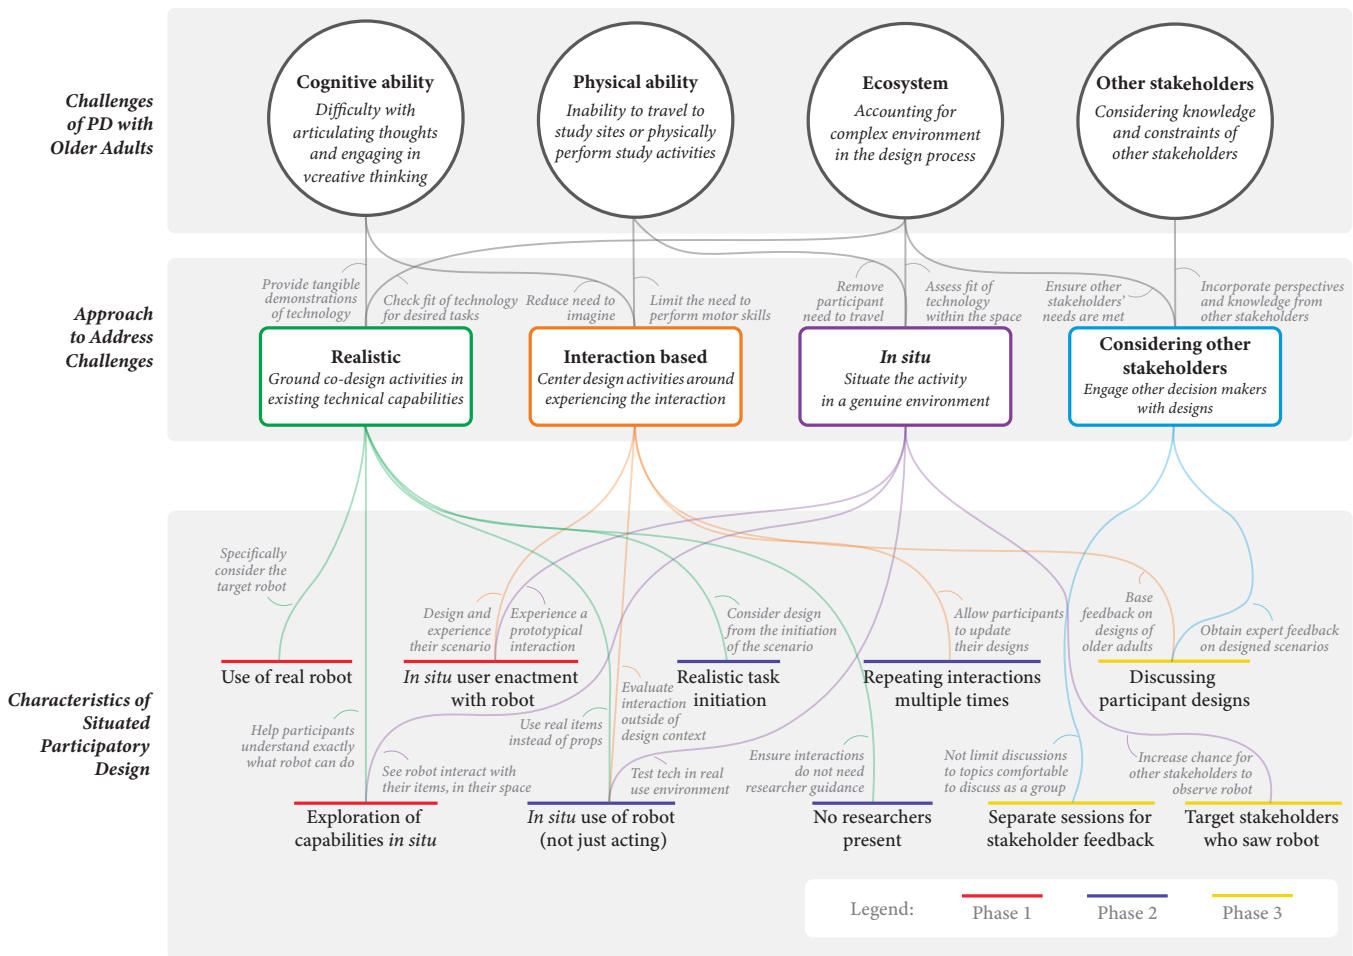 Challenges
of PD with
Older Adults
Cognitive ability
Difficulty with
articulating thoughts
and engaging in
vcreative thinking
Physical ability
Inability to travel to
study sites or physically
perform study activities
Ecosystem
Accounting for
complex environment
in the design process
Other stakeholders
Considering knowledge
and constraints of
other stakeholders
Approach
to Address
Challenges
Provide tangible
demonstrations
of technology
Check fit of technology
for desired tasks
Reduce need to
imagine
Limit the need to
perform motor skills
Remove
participant
need to travel
Assess fit of
technology
within the space
Ensure other
stakeholders'
needs are met
Incorporate perspectives
and knowledge from
other stakeholders
Realistic
Ground co-design activities in
existing technical capabilities
Interaction based
Center design activities around
experiencing the interaction
In situ
Situate the activity
in a genuine environment
Considering other
stakeholders
Engage other decision makers
with designs
Characteristics of
Situated
Participatory
Design
Specifically
consider the
target robot
Use of real robot
Design and
experience
their scenario
Experience a
prototypical
interaction
In situ user enactment
with robot
Consider design
from the initiation
of the scenario
Realistic task
initiation
Allow participants
to update
their designs
Repeating interactions
multiple times
Base
feedback on
designs of
older adults
Obtain expert feedback
on designed scenarios
Discussing
participant designs
Help participants
understand exactly
what robot can do
See robot interact with
their items, in their space
Exploration of
capabilities in situ
Use real items
instead of props
Evaluate
interaction
outside of
design context
Test tech in real
use environment
In situ use of robot
(not just acting)
Ensure interactions
do not need
researcher guidance
No researchers
present
Not limit discussions
to topics comfortable
to discuss as a group
Separate sessions for
stakeholder feedback
Increase chance for
other stakeholders to
observe robot
Target stakeholders
who saw robot
Legend:
Phase 1
Phase 2
Phase 3